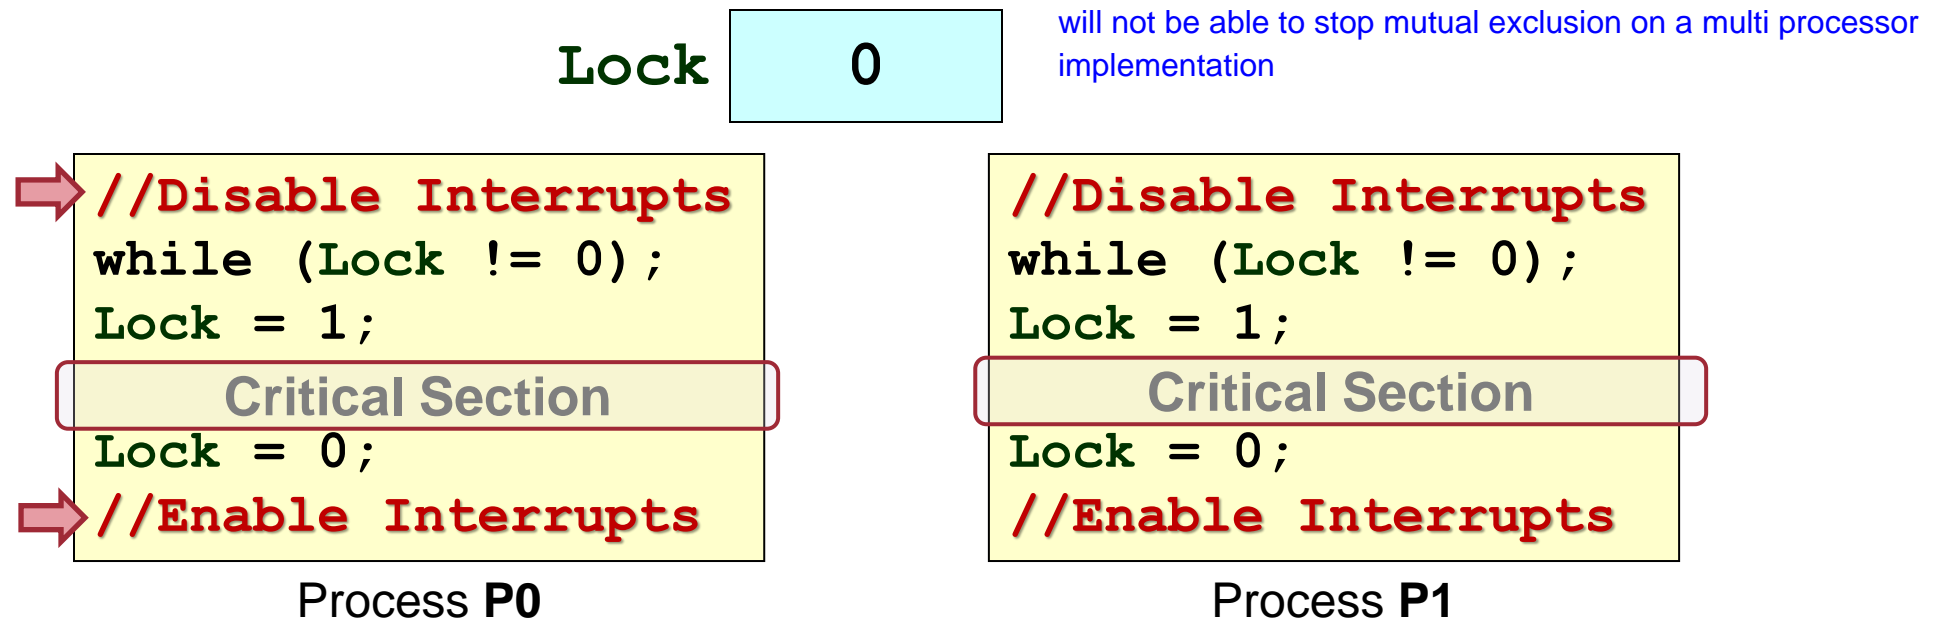 Lock 0
will not be able to stop mutual exclusion on a multi processor
implementation
//Disable Interrupts
while (Lock != 0);
Lock = 1;
Critical Section
Lock = 0;
//Enable Interrupts
Process P0
//Disable Interrupts
while (Lock != 0);
Lock = 1;
Critical Section
Lock = 0;
//Enable Interrupts
Process P1